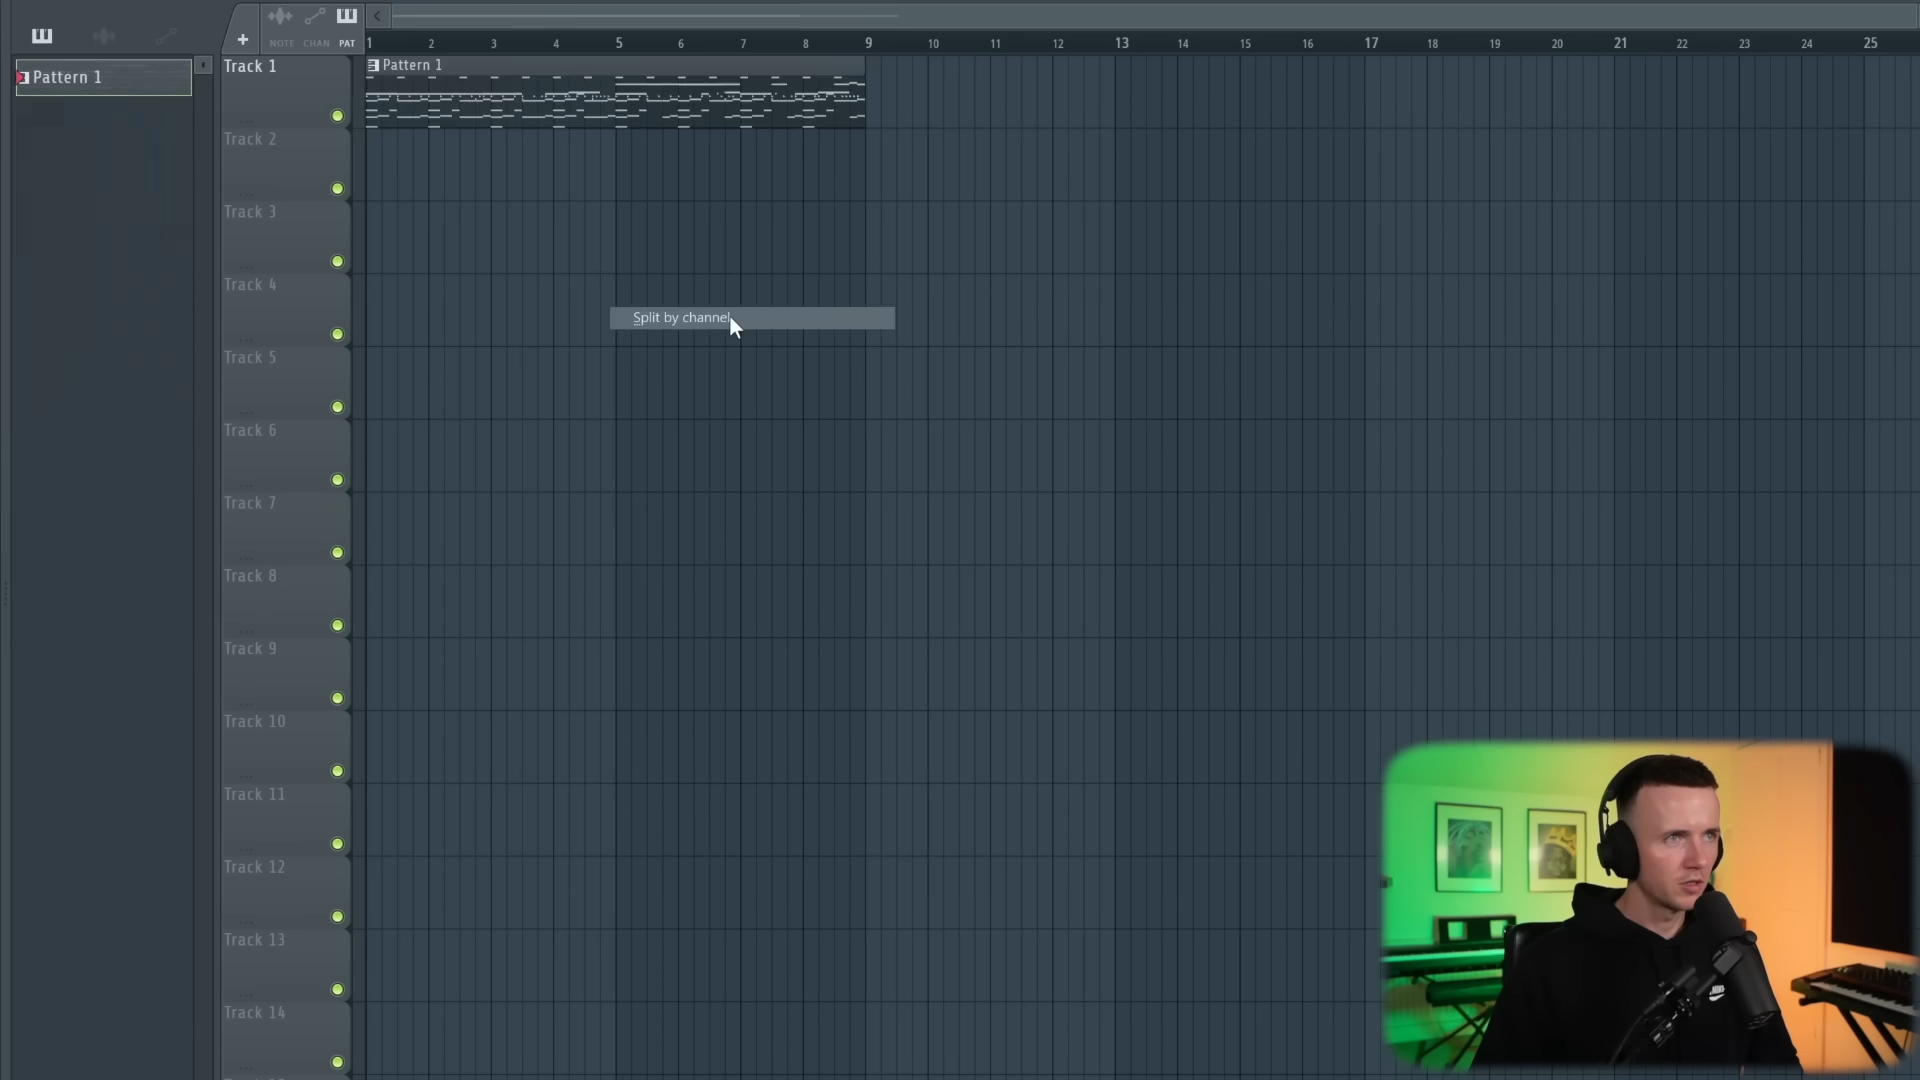 NOTE CHAN PAT
1 2 3 4 5 6 7 8 9 10 11 12 13 14 15 16 17 18 19 20 21 22 23 24 25
Pattern 1
Track 1
Pattern 1
Track 2
Track 3
Track 4
Split by channel
Track 5
Track 6
Track 7
Track 8
Track 9
Track 10
Track 11
Track 12
Track 13
Track 14